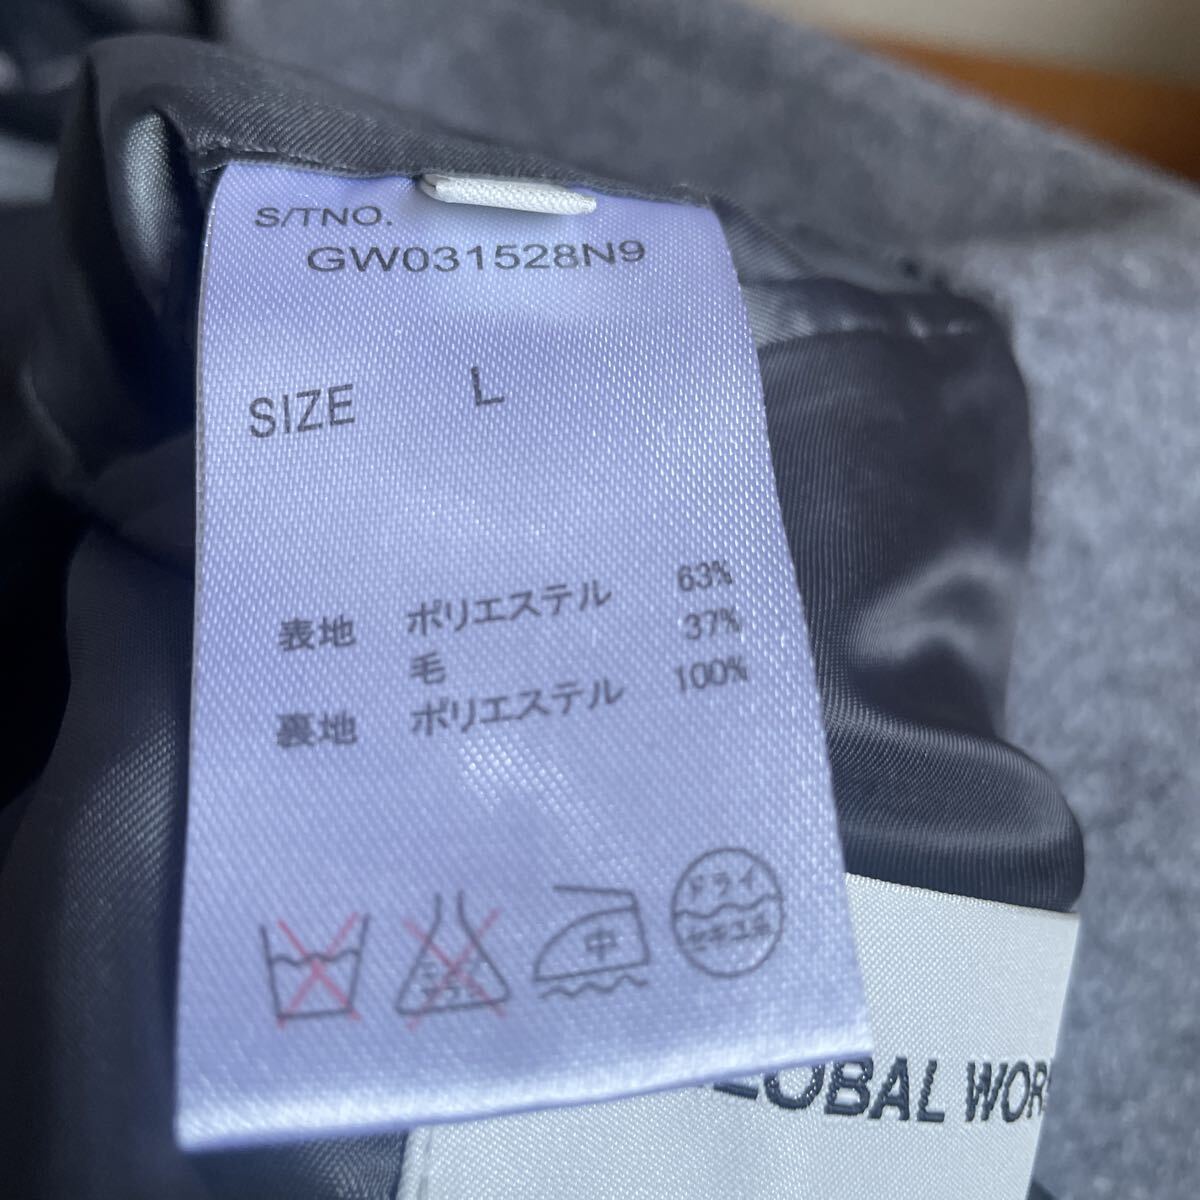 S/TNO.
GW031528N9
SIZE L
表地 ポリエステル 63%
毛 37%
裏地 ポリエステル 100%
中
ドライ
セキユ系
LOBAL WOR